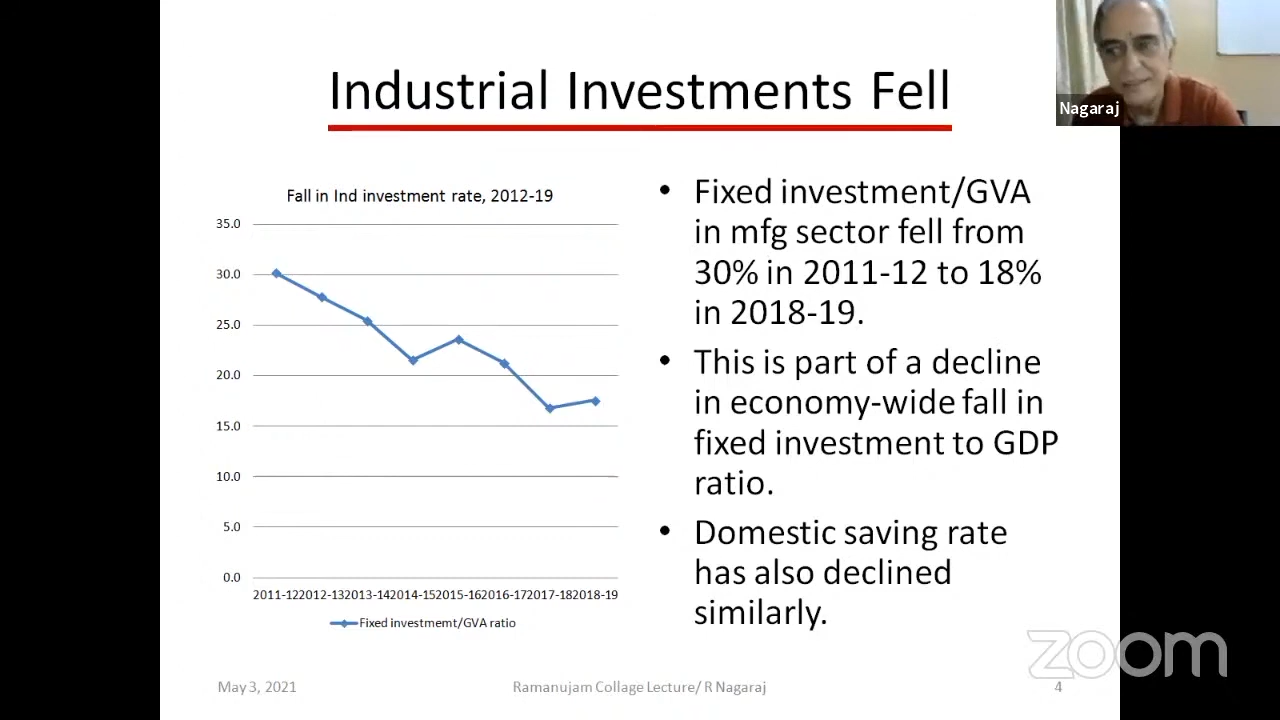 Industrial Investments Fell
Nagaraj
Fall in Ind investment rate, 2012-19
35.0
30.0
25.0
20.0
15.0
10.0
5.0
0.0
2011-122012-132013-142014-152015-162016-172017-182018-19
Fixed investmemt/GVA ratio
• Fixed investment/GVA
in mfg sector fell from
30% in 2011-12 to 18%
in 2018-19.
• This is part of a decline
in economy-wide fall in
fixed investment to GDP
ratio.
• Domestic saving rate
has also declined
similarly.
zoom
May 3, 2021
Ramanujam Collage Lecture/ R Nagaraj
4